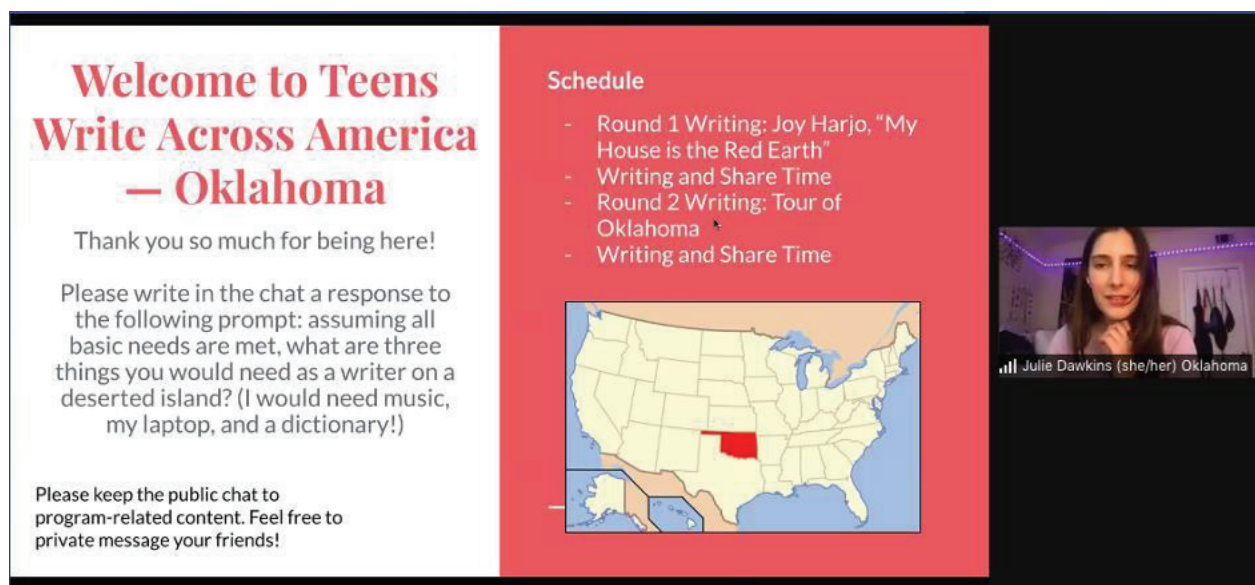 Welcome to Teens
Write Across America
— Oklahoma
Thank you so much for being here!
Please write in the chat a response to
the following prompt: assuming all
basic needs are met, what are three
things you would need as a writer on a
deserted island? (I would need music,
my laptop, and a dictionary!)
Please keep the public chat to
program-related content. Feel free to
private message your friends!
Schedule
- Round 1 Writing: Joy Harjo, “My
House is the Red Earth”
- Writing and Share Time
- Round 2 Writing: Tour of
Oklahoma
- Writing and Share Time
Julie Dawkins (she/her) Oklahoma